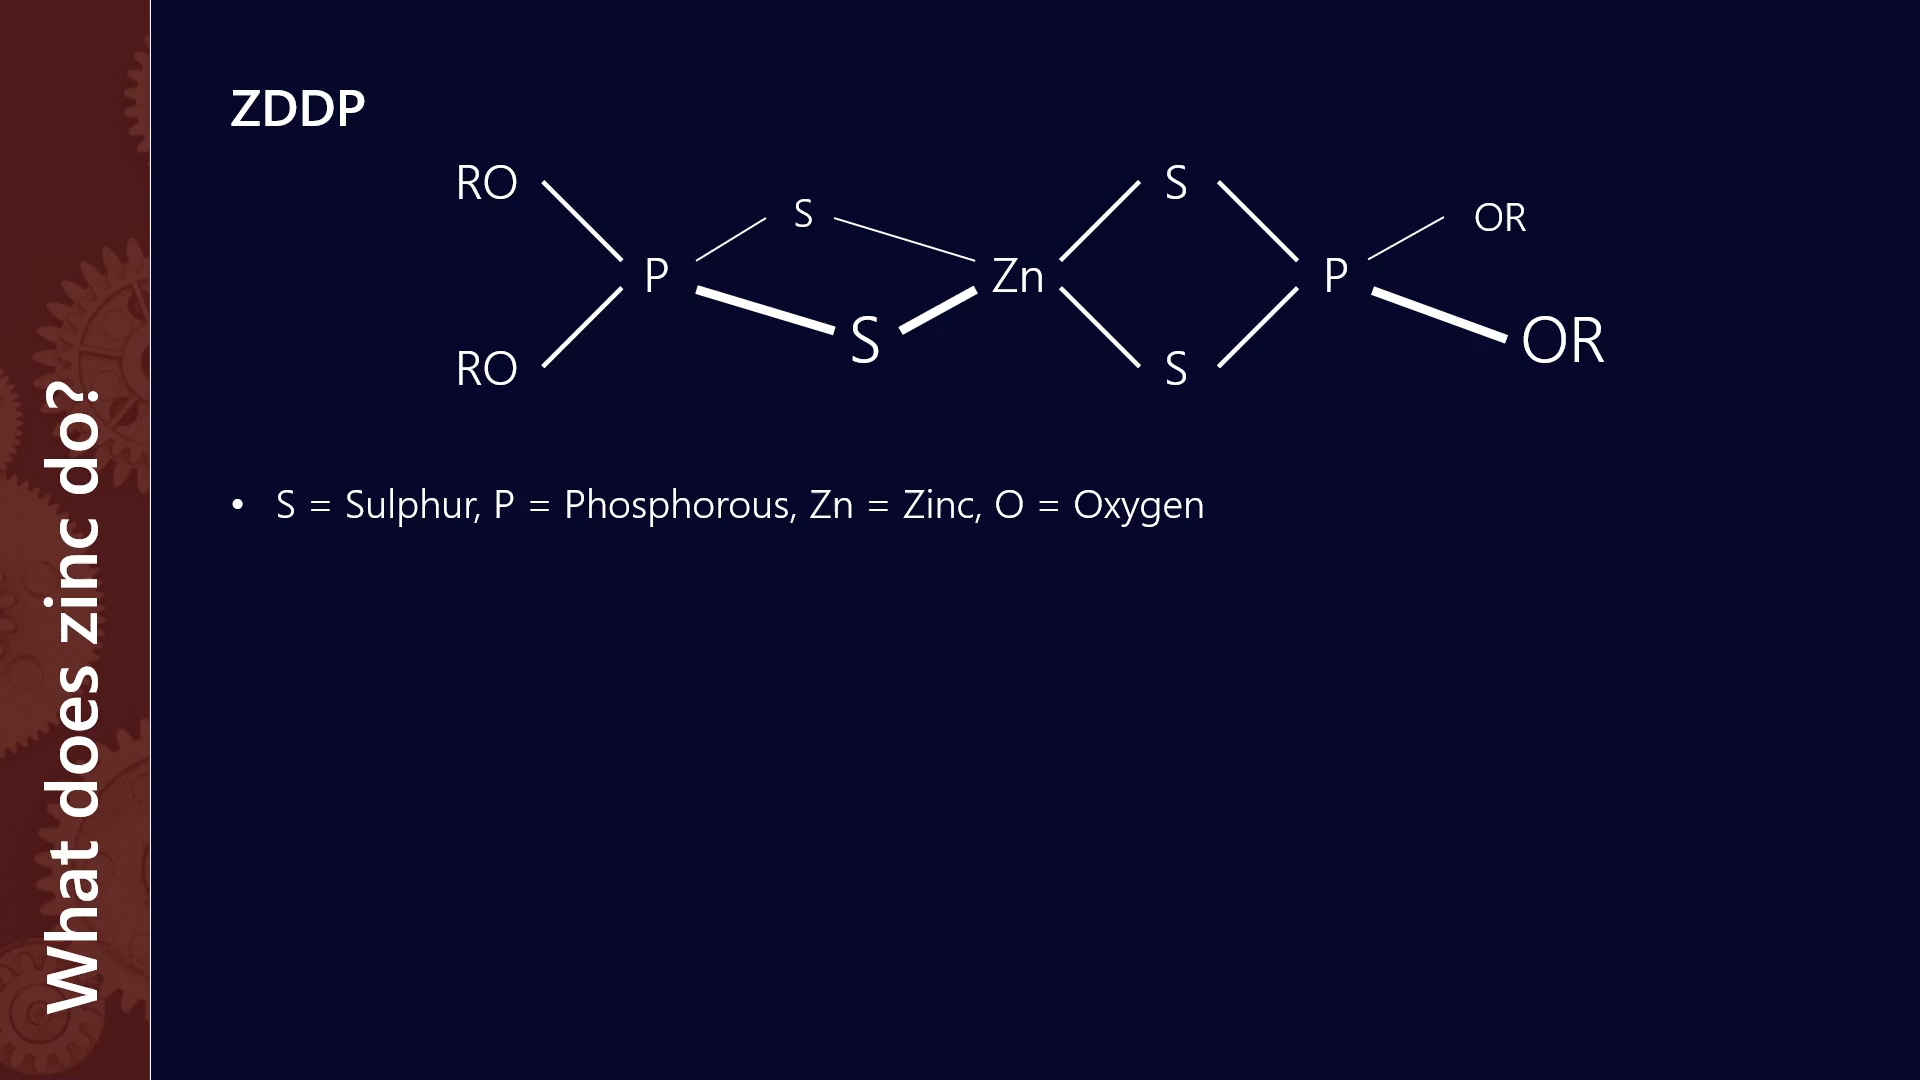 What does zinc do?
ZDDP
RO S S OR
P Zn P
RO S S OR
• S = Sulphur, P = Phosphorous, Zn = Zinc, O = Oxygen